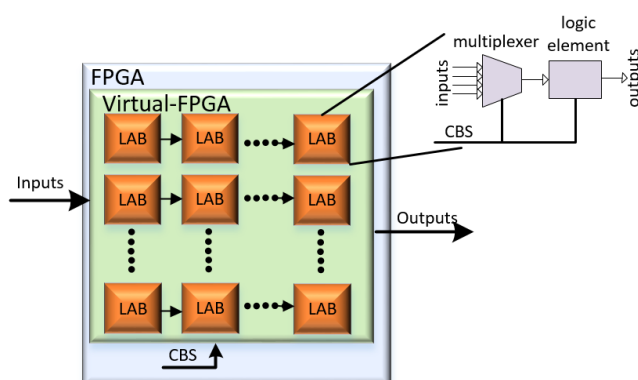 logic
multiplexer element
inputs
outputs
CBS
FPGA
Virtual-FPGA
LAB LAB LAB
Inputs
LAB LAB LAB
Outputs
LAB LAB LAB
CBS